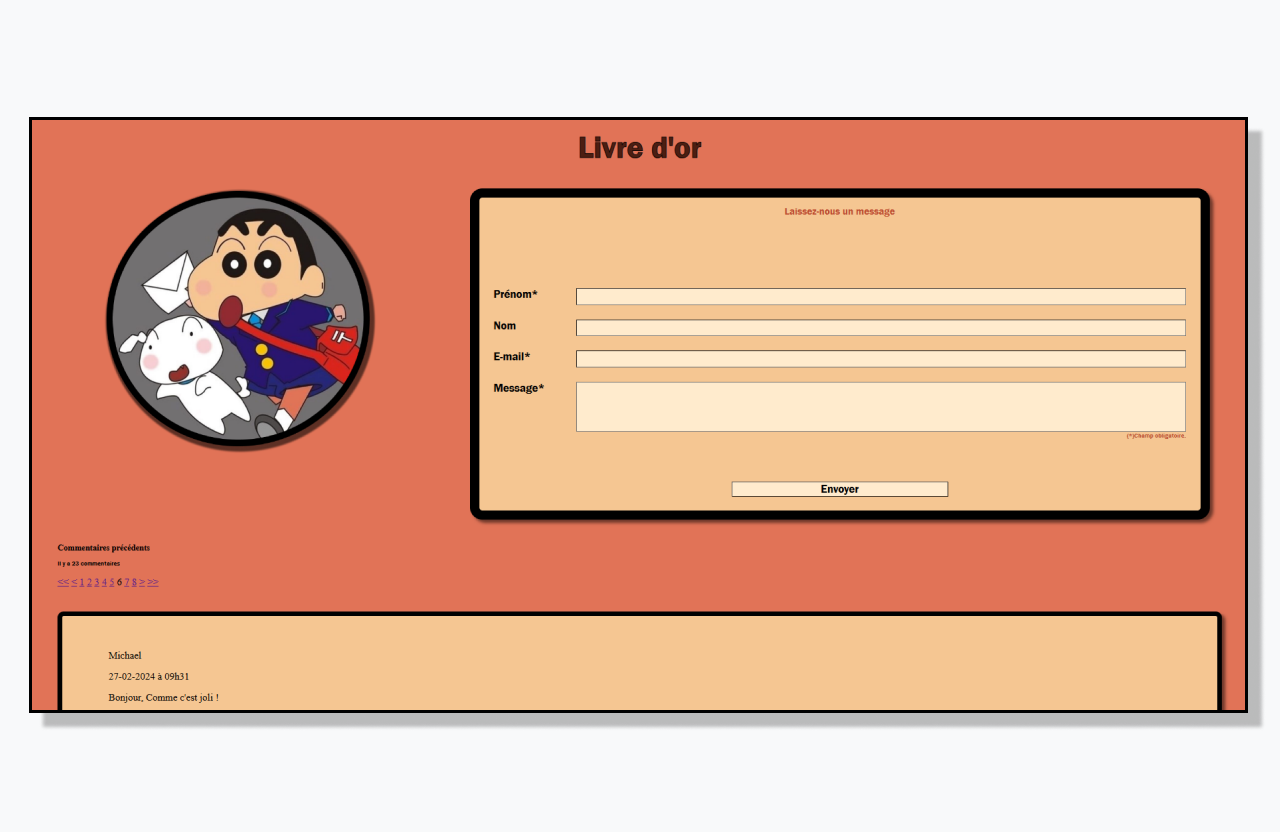 Livre d'or
Laissez-nous un message
Prénom*
Nom
E-mail*
Message*
(*)Champ obligatoire.
Envoyer
Commentaires précédents
Il y a 23 commentaires
<< < 1 2 3 4 5 6 7 8 > >>
Michael
27-02-2024 à 09h31
Bonjour, Comme c'est joli !